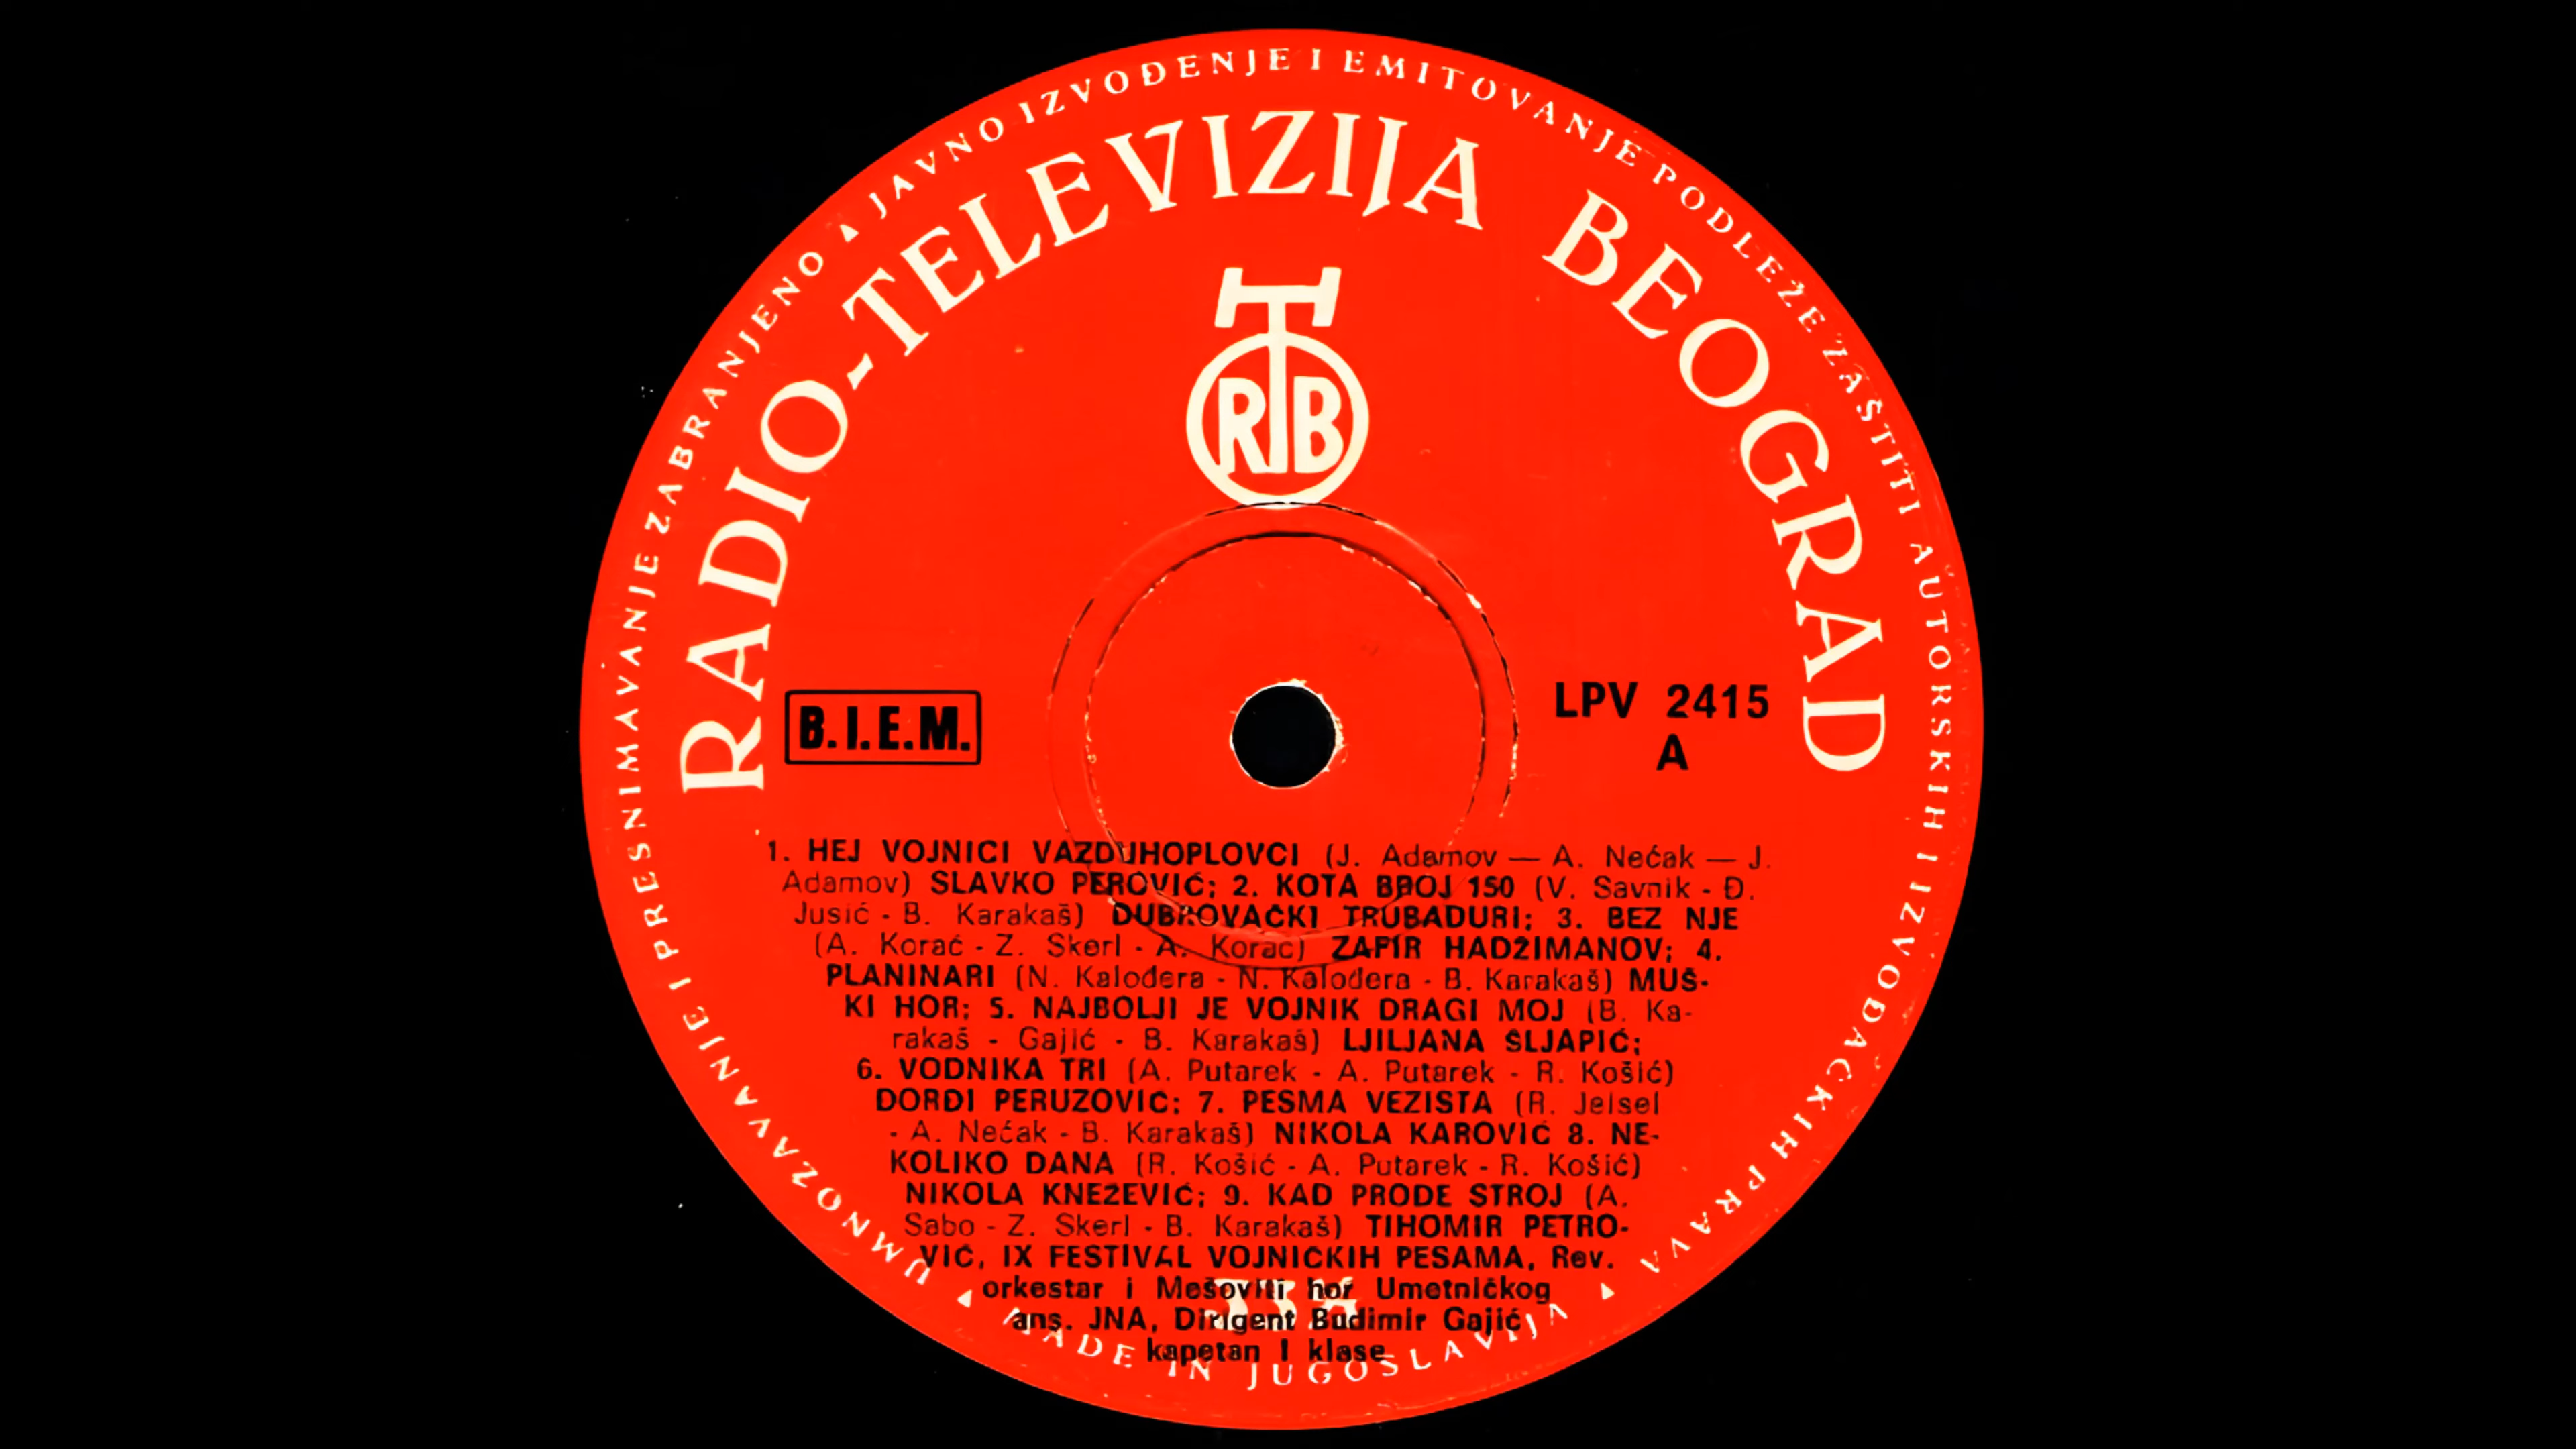 UMNOŽAVANJE I PRESNIMAVANJE ZABRANJENO ▲ JAVNO IZVOĐENJE I EMITOVANJE PODLEŽE ZAŠTITI AUTORSKIH I IZVOĐAČKIH PRAVA ▲
RADIO-TELEVIZIJA BEOGRAD
RTB
B.I.E.M.
LPV 2415
A
1. HEJ VOJNICI VAZDUHOPLOVCI (J. Adamov — A. Nećak — J.
Adamov) SLAVKO PEROVIĆ; 2. KOTA BROJ 150 (V. Savnik - Đ.
Jusić - B. Karakaš) DUBROVAČKI TRUBADURI; 3. BEZ NJE
(A. Korać - Z. Skerl - A. Korać) ZAFIR HADŽIMANOV; 4.
PLANINARI (N. Kalođera - N. Kalođera - B. Karakaš) MUŠ-
KI HOR; 5. NAJBOLJI JE VOJNIK DRAGI MOJ (B. Ka-
rakaš - Gajić - B. Karakaš) LJILJANA ŠLJAPIĆ;
6. VODNIKA TRI (A. Putarek - A. Putarek - R. Košić)
ĐORĐI PERUZOVIĆ; 7. PESMA VEZISTA (R. Jeisel
- A. Nećak - B. Karakaš) NIKOLA KAROVIĆ 8. NE-
KOLIKO DANA (R. Košić - A. Putarek - R. Košić)
NIKOLA KNEŽEVIĆ; 9. KAD PROĐE STROJ (A.
Sabo - Z. Skerl - B. Karakaš) TIHOMIR PETRO-
VIĆ, IX FESTIVAL VOJNIČKIH PESAMA, Rev.
orkestar i Mešoviti hor Umetničkog
ans. JNA, Dirigent Budimir Gajić
kapetan I klase
MADE IN JUGOSLAVIJA